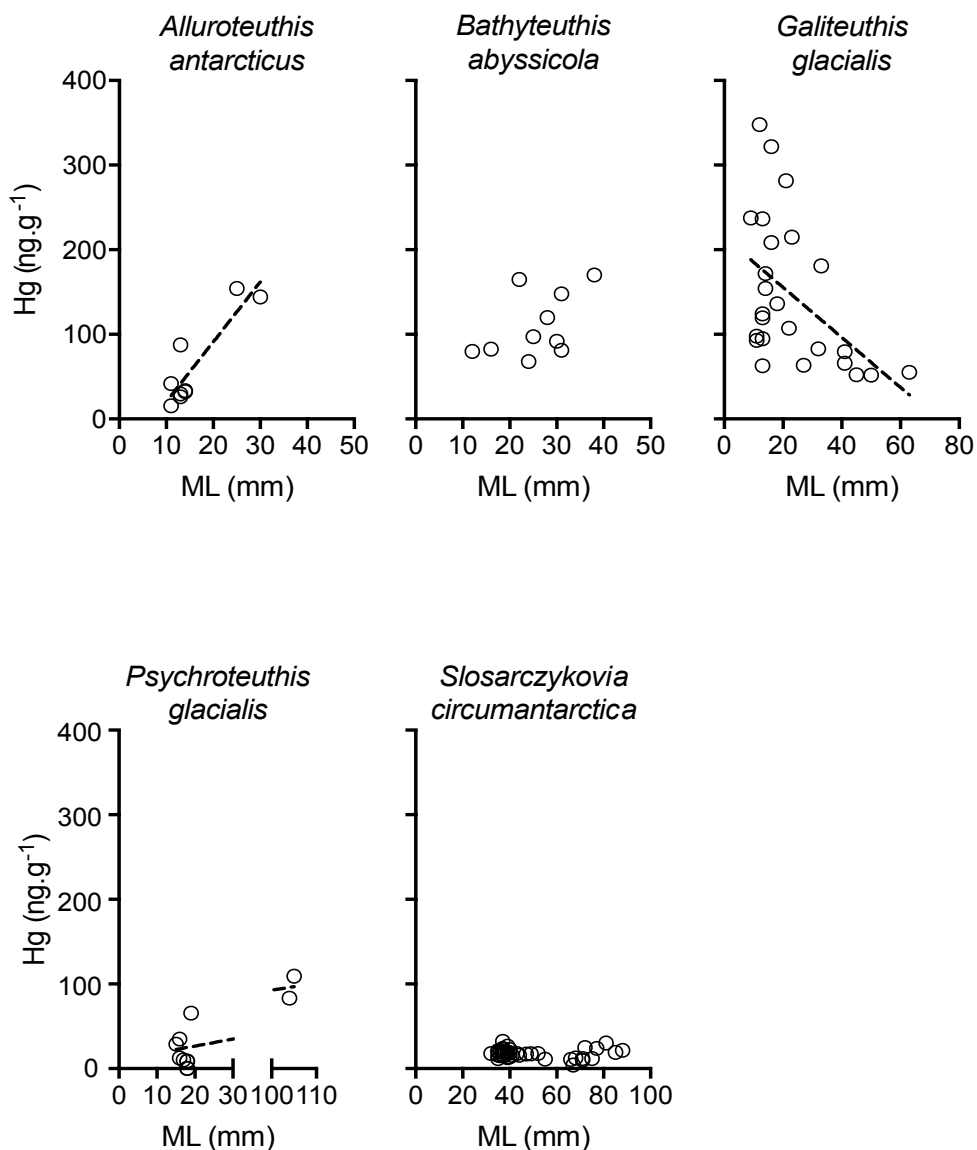 Alluroteuthis
antarcticus
Bathyteuthis
abyssicola
Galiteuthis
glacialis
400
300
200
100
0
Hg (ng.g-1)
0 10 20 30 40 50
0 10 20 30 40 50
0 20 40 60 80
ML (mm)
ML (mm)
ML (mm)
Psychroteuthis
glacialis
Slosarczykovia
circumantarctica
400
300
200
100
0
Hg (ng.g-1)
0 10 20 30 100 110
0 20 40 60 80 100
ML (mm)
ML (mm)